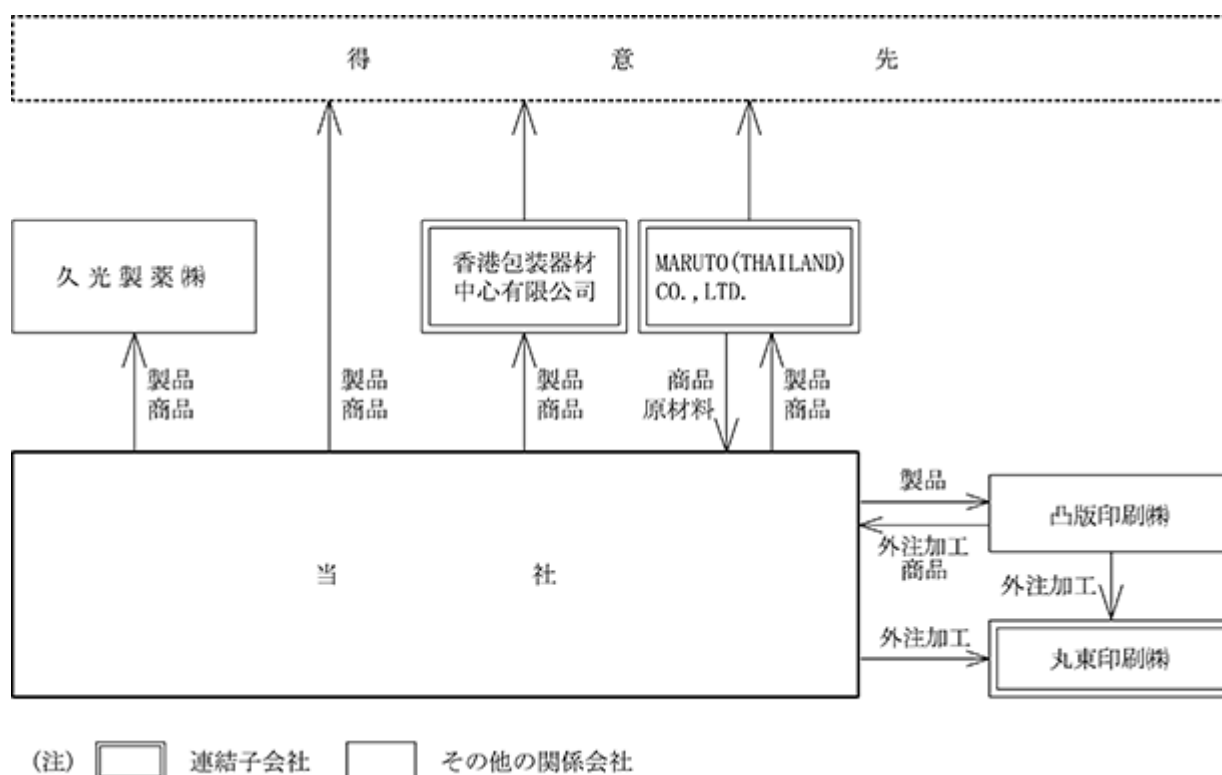 得意先
久光製薬㈱
香港包装器材
中心有限公司
MARUTO(THAILAND)
CO.,LTD.
製品
商品
製品
商品
製品
商品
商品
原材料
製品
商品
製品
凸版印刷㈱
外注加工
商品
当社
外注加工
外注加工
丸東印刷㈱
(注) 連結子会社 その他の関係会社